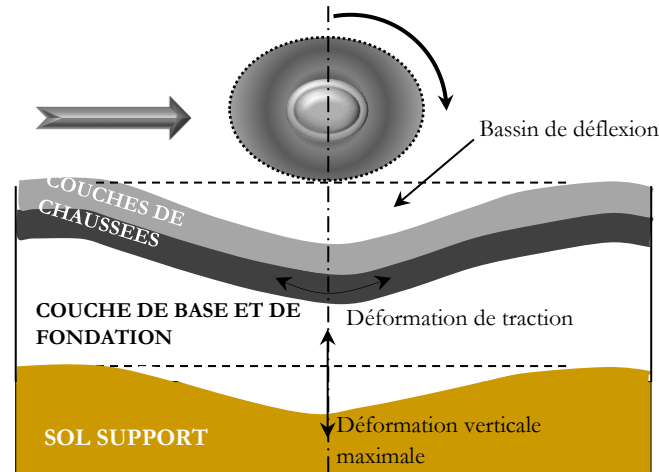 Bassin de déflexion
COUCHES DE
CHAUSSEES
COUCHE DE BASE ET DE
FONDATION
Déformation de traction
SOL SUPPORT
Déformation verticale
maximale